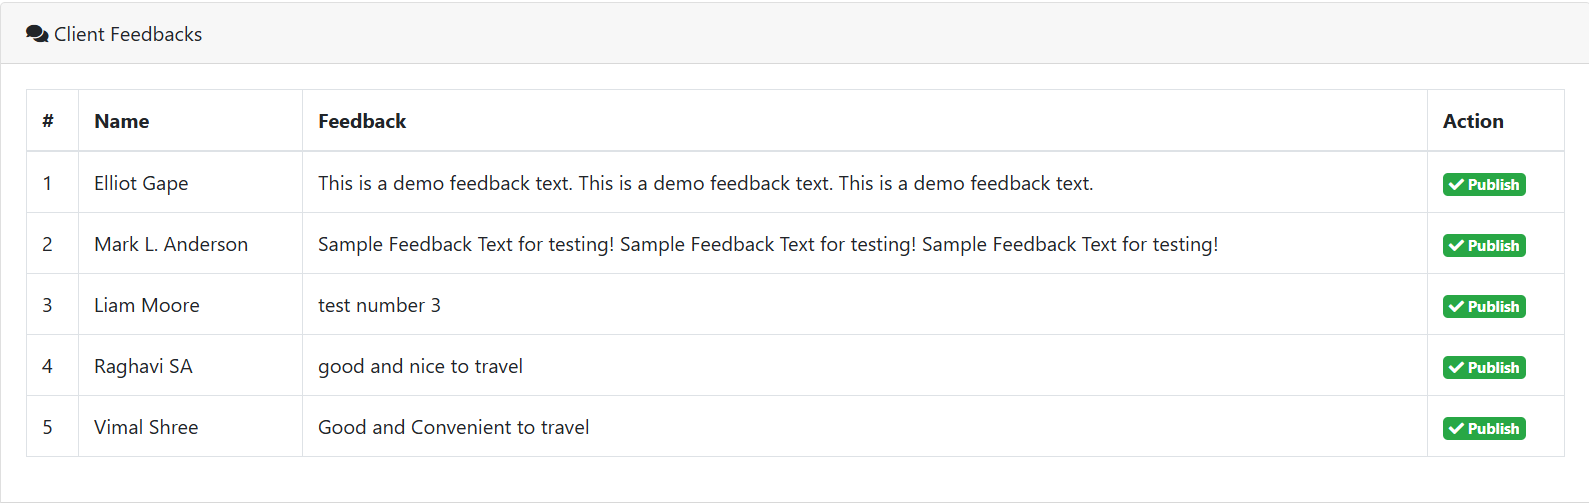 Client Feedbacks
# Name Feedback Action
1 Elliot Gape This is a demo feedback text. This is a demo feedback text. This is a demo feedback text. Publish
2 Mark L. Anderson Sample Feedback Text for testing! Sample Feedback Text for testing! Sample Feedback Text for testing! Publish
3 Liam Moore test number 3 Publish
4 Raghavi SA good and nice to travel Publish
5 Vimal Shree Good and Convenient to travel Publish